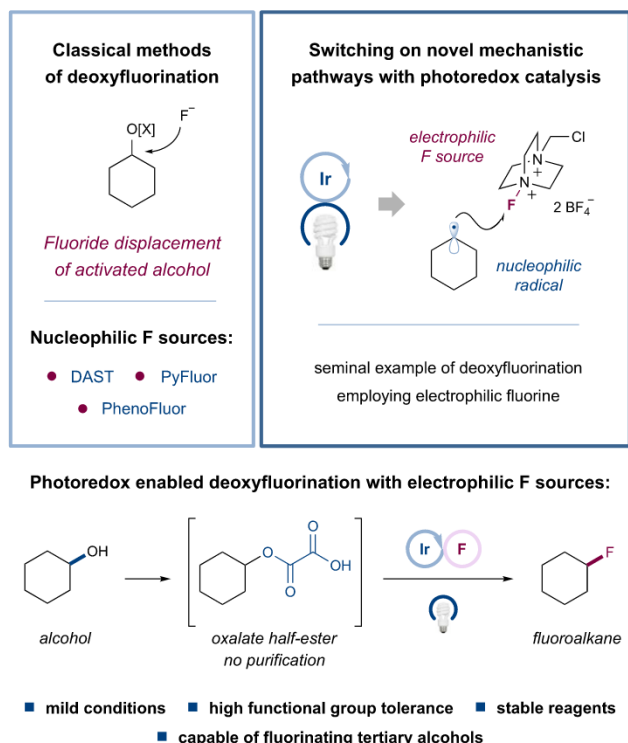 Classical methods
of deoxyfluorination
O[X]
F−
Fluoride displacement
of activated alcohol
Nucleophilic F sources:
DAST
PyFluor
PhenoFluor
Switching on novel mechanistic
pathways with photoredox catalysis
Ir
electrophilic
F source
Cl
N
+
N
+
F
2 BF4−
nucleophilic
radical
seminal example of deoxyfluorination
employing electrophilic fluorine
Photoredox enabled deoxyfluorination with electrophilic F sources:
OH
alcohol
O
O
OH
O
oxalate half-ester
no purification
Ir
F
F
fluoroalkane
mild conditions
high functional group tolerance
stable reagents
capable of fluorinating tertiary alcohols